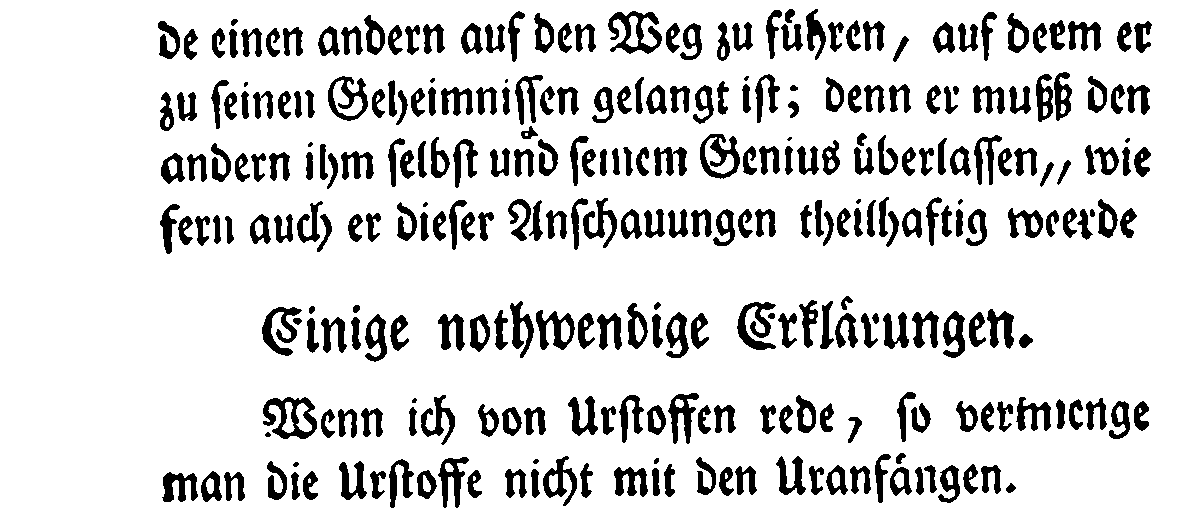 de einen andern auf den Weg zu führen, auf deem er
zu seinen Geheimnissen gelangt ist; denn er mußß den
andern ihm selbst und seinem Genius überlassen,, wie
fern auch er dieser Anschauungen theilhaftig weerde
Einige nothwendige Erklärungen.
Wenn ich von Urstoffen rede, so vermenge
man die Urstoffe nicht mit den Uranfängen.